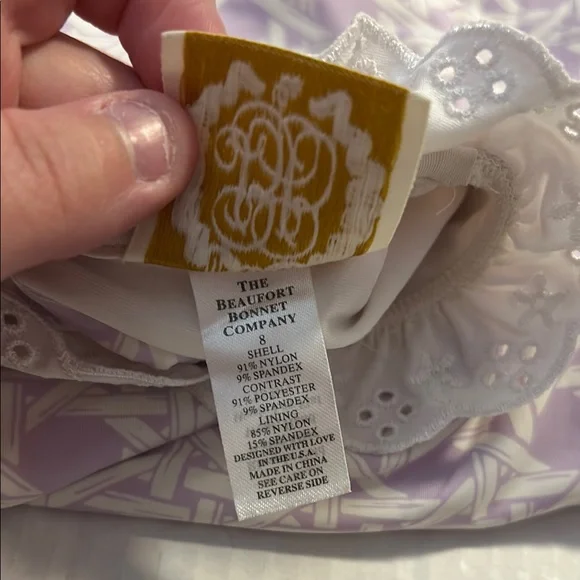 THE
BEAUFORT
BONNET
COMPANY
8
SHELL
91% NYLON
9% SPANDEX
CONTRAST
91% POLYESTER
9% SPANDEX
LINING
85% NYLON
15% SPANDEX
DESIGNED WITH LOVE
IN THE U.S.A.
MADE IN CHINA
SEE CARE ON
REVERSE SIDE